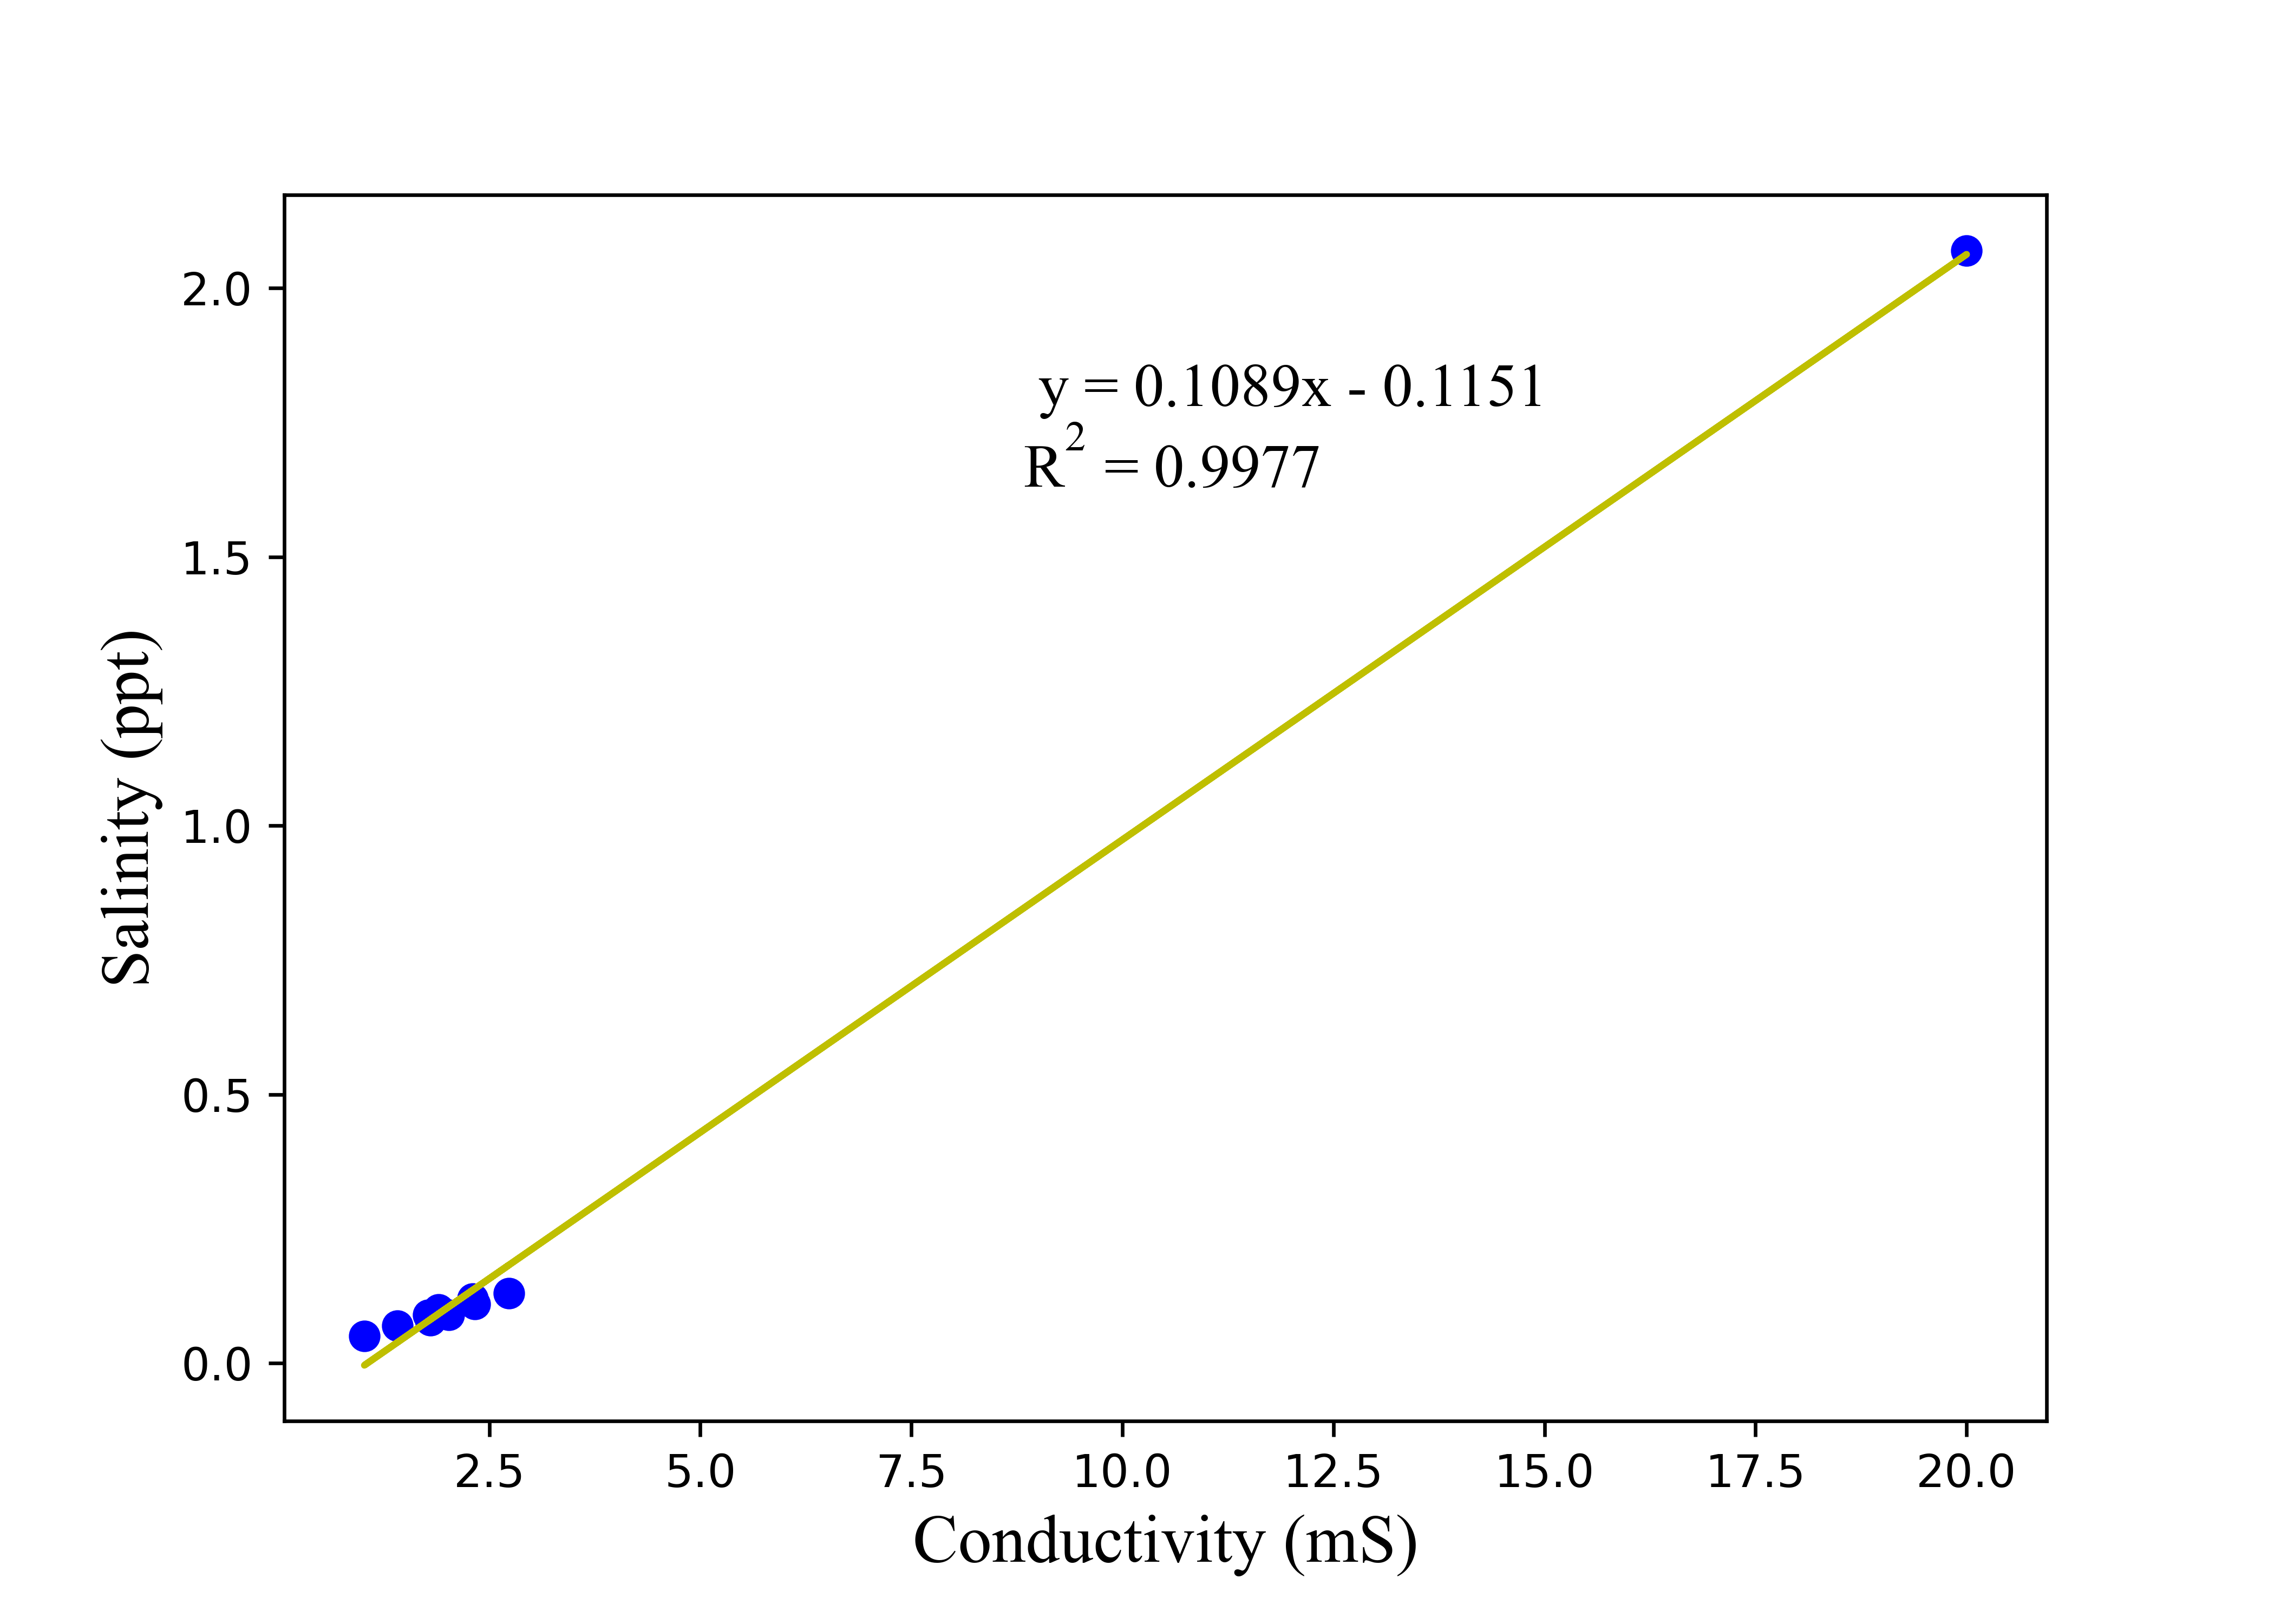 y = 0.1089x - 0.1151
R² = 0.9977
2.0
1.5
1.0
0.5
0.0
Salinity (ppt)
2.5 5.0 7.5 10.0 12.5 15.0 17.5 20.0
Conductivity (mS)